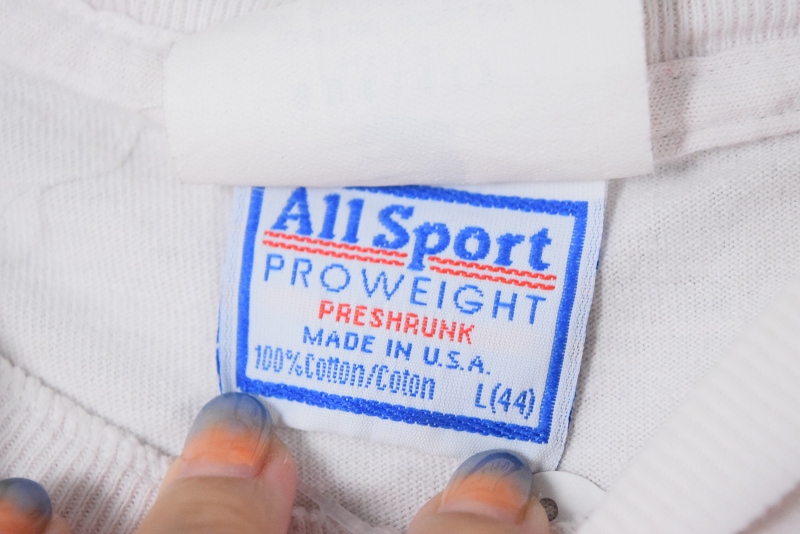 All Sport
PROWEIGHT
PRESHRUNK
MADE IN U.S.A.
100% Cotton/Coton L(44)